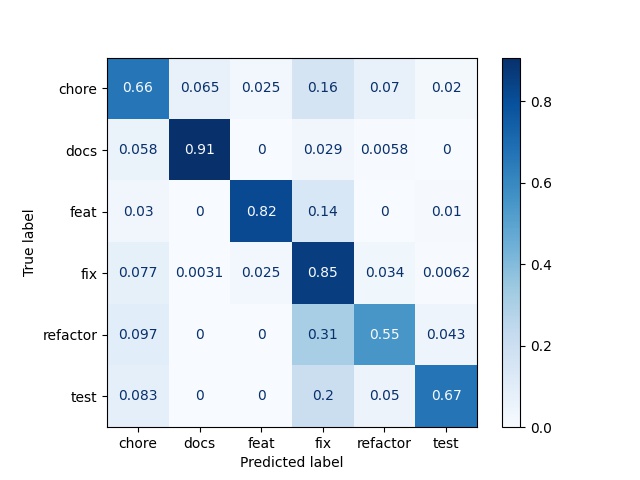 chore 0.66 0.065 0.025 0.16 0.07 0.02
docs 0.058 0.91 0 0.029 0.0058 0
feat 0.03 0 0.82 0.14 0 0.01
fix 0.077 0.0031 0.025 0.85 0.034 0.0062
refactor 0.097 0 0 0.31 0.55 0.043
test 0.083 0 0 0.2 0.05 0.67
chore docs feat fix refactor test
Predicted label
True label
0.8
0.6
0.4
0.2
0.0